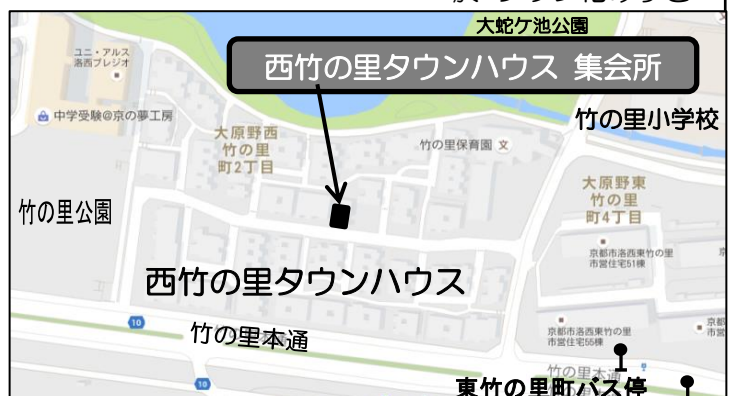 大蛇ケ池公園
西竹の里タウンハウス 集会所
ユニ・アルス
洛西プレジオ
中学受験@京の夢工房
竹の里小学校
大原野西
竹の里
町2丁目
竹の里保育園
大原野東
竹の里
町4丁目
竹の里公園
京都市洛西東竹の里
市営住宅51棟
西竹の里タウンハウス
10
竹の里本通
京都市洛西東竹の里
市営住宅55棟
京都
市営
竹の里本通
10
東竹の里町バス停